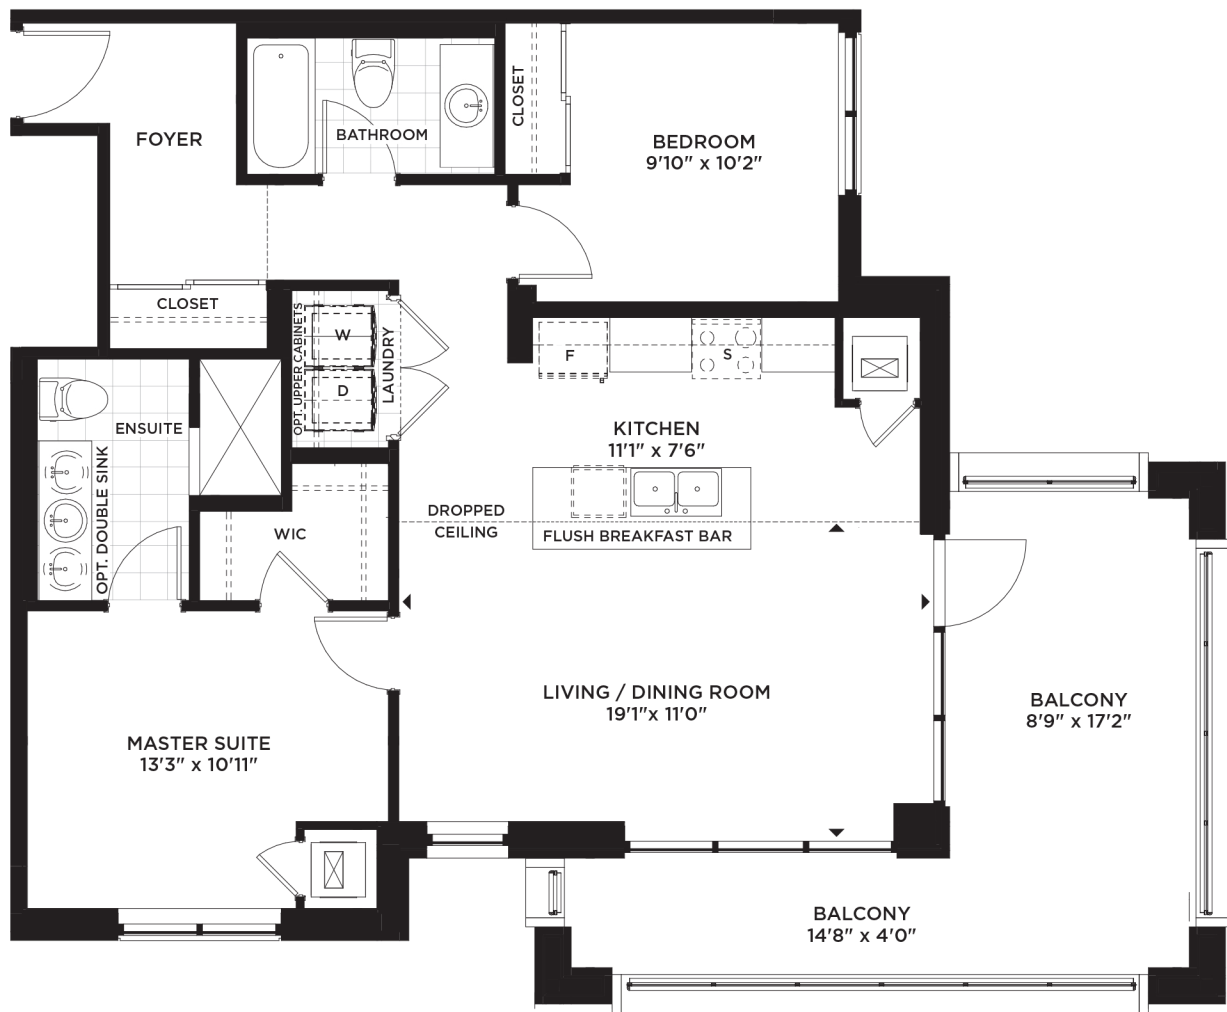 FOYER
BATHROOM
CLOSET
BEDROOM
9'10" x 10'2"
CLOSET
OPT. UPPER CABINETS
W
D
LAUNDRY
F
S
ENSUITE
OPT. DOUBLE SINK
WIC
KITCHEN
11'1" x 7'6"
DROPPED
CEILING
FLUSH BREAKFAST BAR
LIVING / DINING ROOM
19'1"x 11'0"
BALCONY
8'9" x 17'2"
MASTER SUITE
13'3" x 10'11"
BALCONY
14'8" x 4'0"